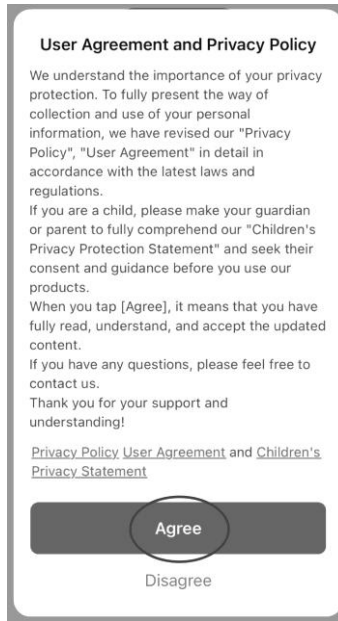 User Agreement and Privacy Policy
We understand the importance of your privacy
protection. To fully present the way of
collection and use of your personal
information, we have revised our "Privacy
Policy", "User Agreement" in detail in
accordance with the latest laws and
regulations.
If you are a child, please make your guardian
or parent to fully comprehend our "Children's
Privacy Protection Statement" and seek their
consent and guidance before you use our
products.
When you tap [Agree], it means that you have
fully read, understand, and accept the updated
content.
If you have any questions, please feel free to
contact us.
Thank you for your support and
understanding!
Privacy Policy User Agreement and Children's
Privacy Statement
Agree
Disagree